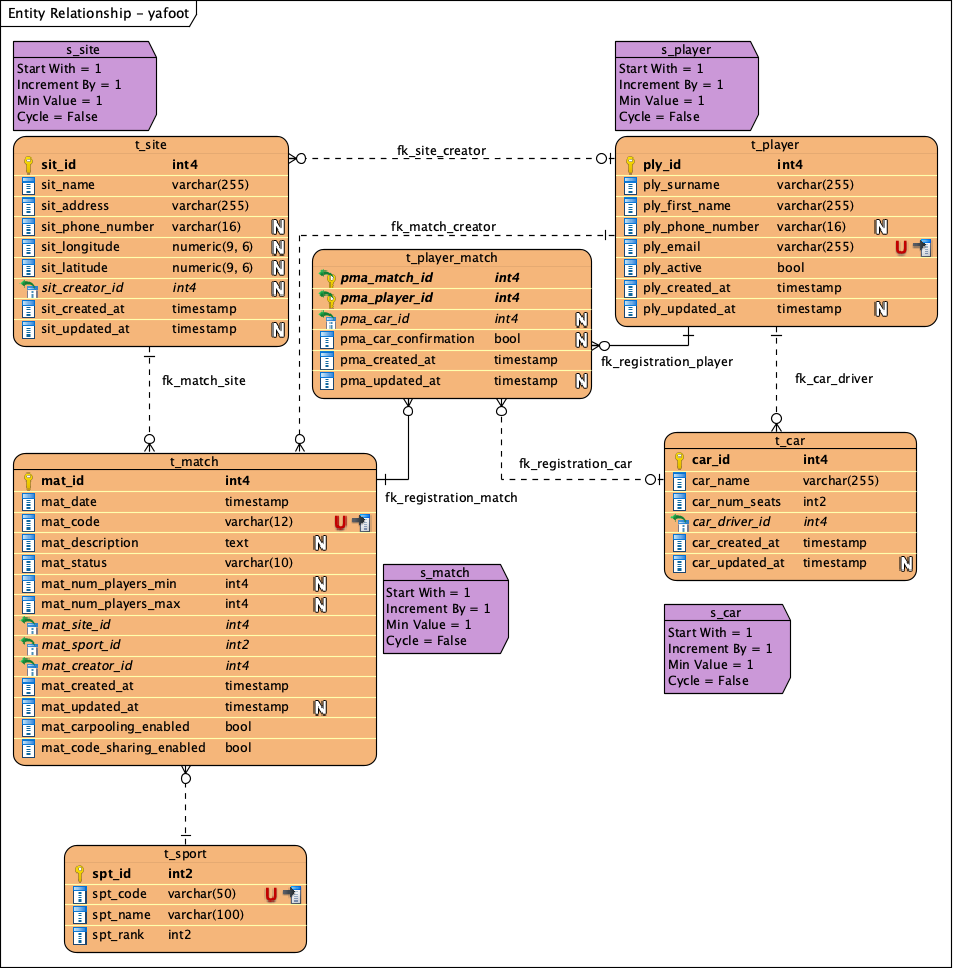 Entity Relationship - yafoot
s_site
Start With = 1
Increment By = 1
Min Value = 1
Cycle = False
s_player
Start With = 1
Increment By = 1
Min Value = 1
Cycle = False
t_site
sit_id int4
sit_name varchar(255)
sit_address varchar(255)
sit_phone_number varchar(16) N
sit_longitude numeric(9, 6) N
sit_latitude numeric(9, 6) N
sit_creator_id int4 N
sit_created_at timestamp
sit_updated_at timestamp N
fk_site_creator
t_player
ply_id int4
ply_surname varchar(255)
ply_first_name varchar(255)
ply_phone_number varchar(16) N
ply_email varchar(255) U
ply_active bool
ply_created_at timestamp
ply_updated_at timestamp N
fk_match_creator
t_player_match
pma_match_id int4
pma_player_id int4
pma_car_id int4 N
pma_car_confirmation bool N
pma_created_at timestamp
pma_updated_at timestamp N
fk_registration_player
fk_match_site
fk_car_driver
t_match
mat_id int4
mat_date timestamp
mat_code varchar(12) U
mat_description text N
mat_status varchar(10)
mat_num_players_min int4 N
mat_num_players_max int4 N
mat_site_id int4
mat_sport_id int2
mat_creator_id int4
mat_created_at timestamp
mat_updated_at timestamp N
mat_carpooling_enabled bool
mat_code_sharing_enabled bool
fk_registration_car
fk_registration_match
t_car
car_id int4
car_name varchar(255)
car_num_seats int2
car_driver_id int4
car_created_at timestamp
car_updated_at timestamp N
s_match
Start With = 1
Increment By = 1
Min Value = 1
Cycle = False
s_car
Start With = 1
Increment By = 1
Min Value = 1
Cycle = False
t_sport
spt_id int2
spt_code varchar(50) U
spt_name varchar(100)
spt_rank int2